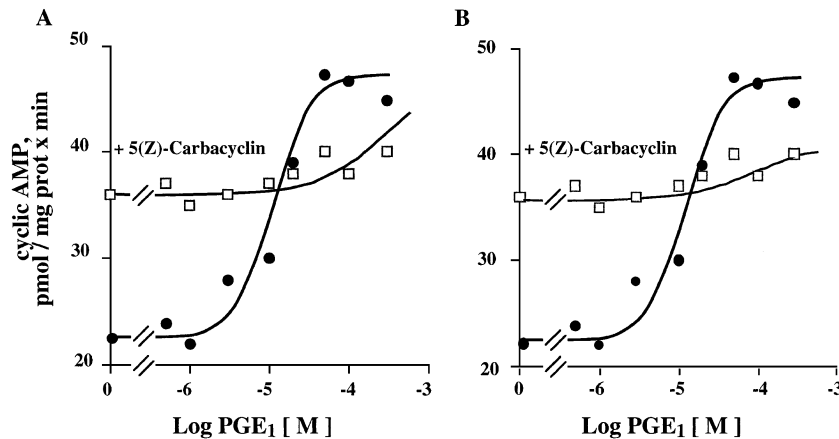 A
50
40
30
20
cyclic AMP,
pmol / mg prot x min
+ 5(Z)-Carbacyclin
0
-6
-5
-4
-3
Log PGE1 [ M ]
B
50
40
30
20
+ 5(Z)-Carbacyclin
0
-6
-5
-4
-3
Log PGE1 [ M ]